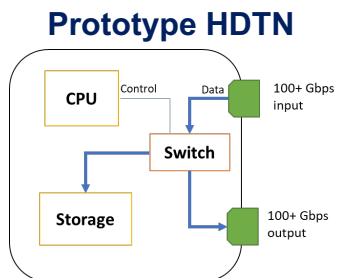 Prototype HDTN
CPU
Control
Data
100+ Gbps
input
Switch
Storage
100+ Gbps
output